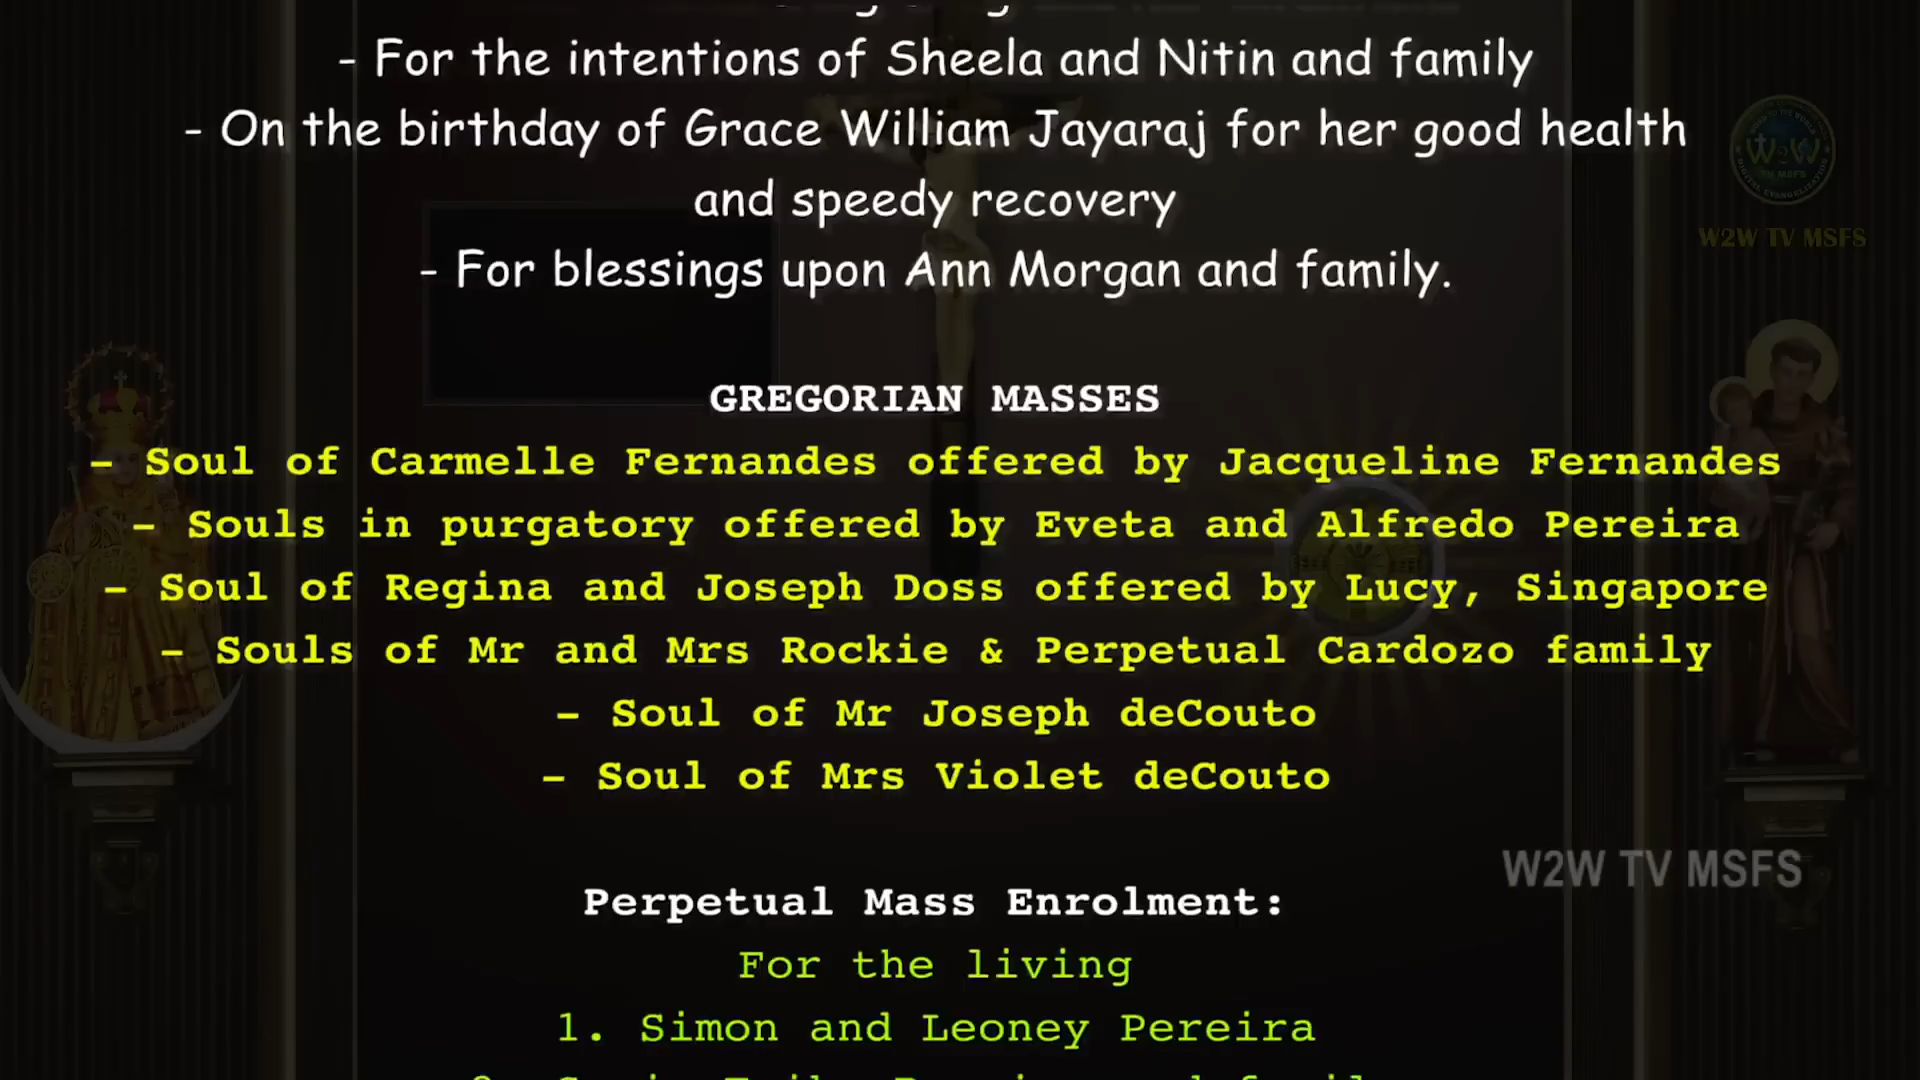 - For the intentions of Sheela and Nitin and family
- On the birthday of Grace William Jayaraj for her good health
and speedy recovery
- For blessings upon Ann Morgan and family.
W2W
TV MSFS
DIGITAL EVANGELIZATION
W2W TV MSFS
GREGORIAN MASSES
- Soul of Carmelle Fernandes offered by Jacqueline Fernandes
- Souls in purgatory offered by Eveta and Alfredo Pereira
- Soul of Regina and Joseph Doss offered by Lucy, Singapore
- Souls of Mr and Mrs Rockie & Perpetual Cardozo family
- Soul of Mr Joseph deCouto
- Soul of Mrs Violet deCouto
W2W TV MSFS
Perpetual Mass Enrolment:
For the living
1. Simon and Leoney Pereira